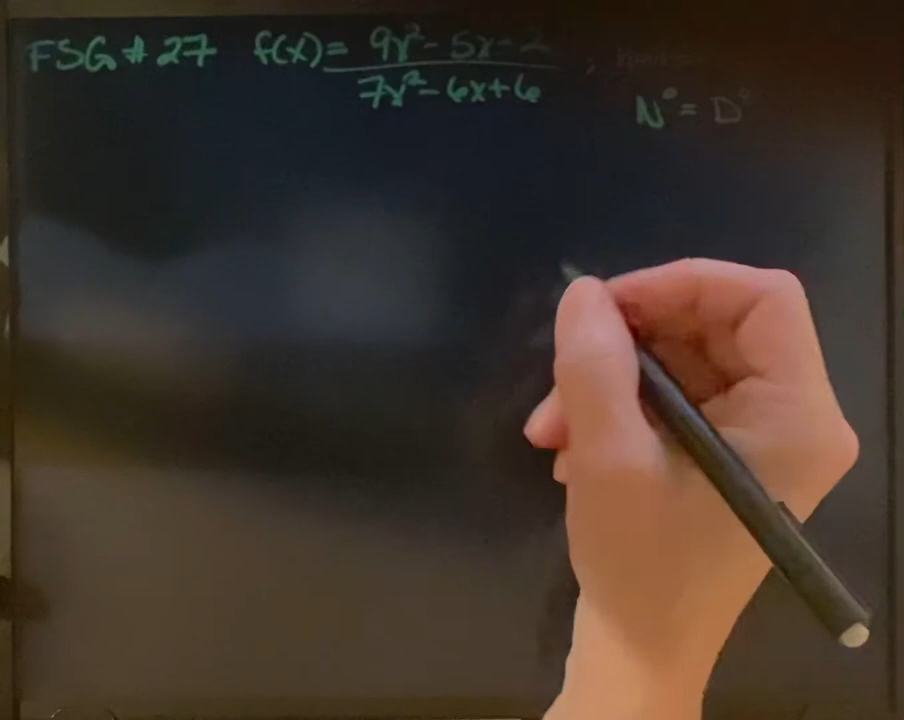 FSG # 27 f(x) = 9x² - 5x - 2 / 7x² - 6x + 6 ;
N° = D°